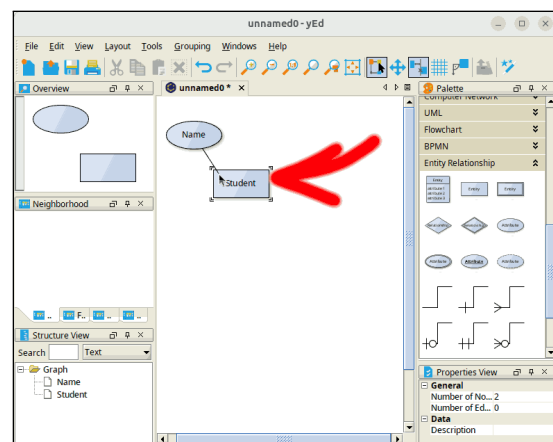 unnamed0 - yEd
File Edit View Layout Tools Grouping Windows Help
Overview
unnamed0 *
Palette
Computer Network
UML
Flowchart
BPMN
Entity Relationship
Name
Student
Neighborhood
F..
Structure View
Search Text
Graph
Name
Student
Entity
Entity
Entity
Attribute
Attribute
Attribute
Attribute
Properties View
General
Number of No... 2
Number of Ed... 0
Data
Description